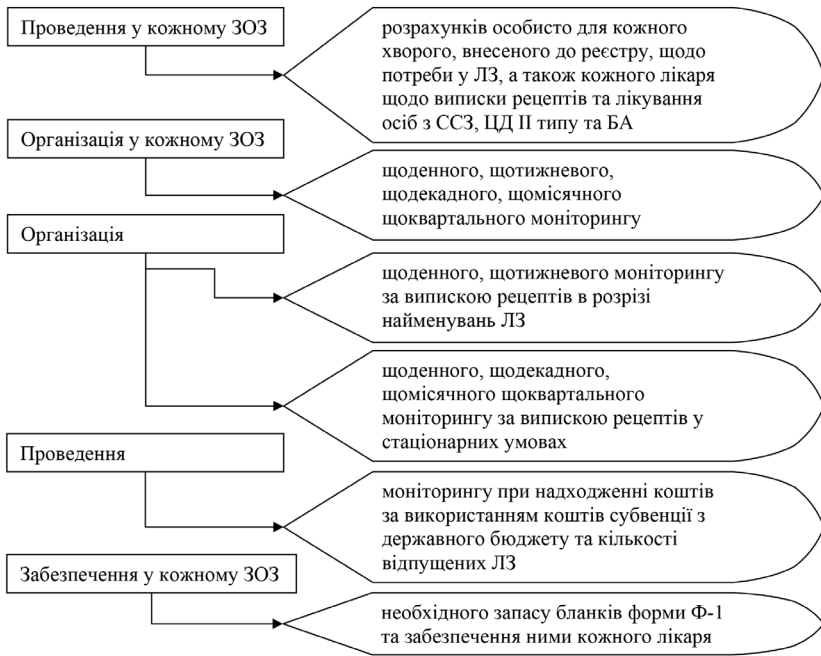 Проведення у кожному ЗОЗ
розрахунків особисто для кожного
хворого, внесеного до реєстру, щодо
потреби у ЛЗ, а також кожного лікаря
щодо виписки рецептів та лікування
осіб з ССЗ, ЦД ІІ типу та БА
Організація у кожному ЗОЗ
щоденного, щотижневого,
щодекадного, щомісячного
щоквартального моніторингу
Організація
щоденного, щотижневого моніторингу
за випискою рецептів в розрізі
найменувань ЛЗ
щоденного, щодекадного,
щомісячного щоквартального
моніторингу за випискою рецептів у
стаціонарних умовах
Проведення
моніторингу при надходженні коштів
за використанням коштів субвенції з
державного бюджету та кількості
відпущених ЛЗ
Забезпечення у кожному ЗОЗ
необхідного запасу бланків форми Ф-1
та забезпечення ними кожного лікаря